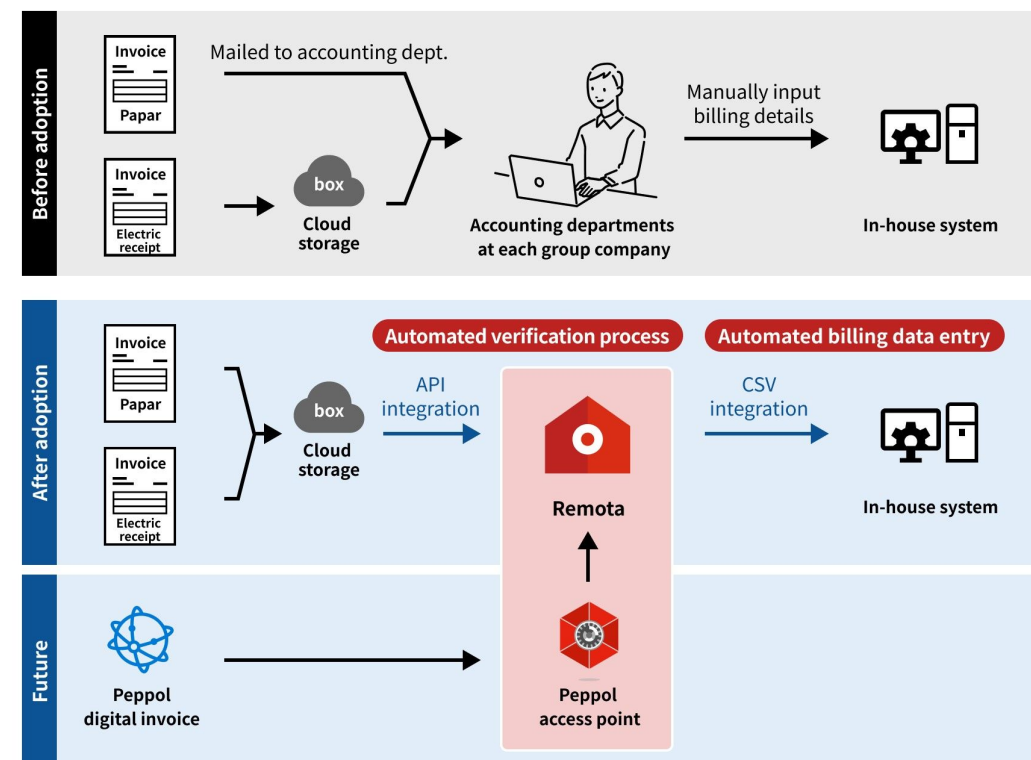 Before adoption
Invoice
Papar
Mailed to accounting dept.
Invoice
Electric
receipt
box
Cloud
storage
Accounting departments
at each group company
Manually input
billing details
In-house system
After adoption
Invoice
Papar
Invoice
Electric
receipt
box
Cloud
storage
Automated verification process
API
integration
Remota
Automated billing data entry
CSV
integration
In-house system
Future
Peppol
digital invoice
Peppol
access point